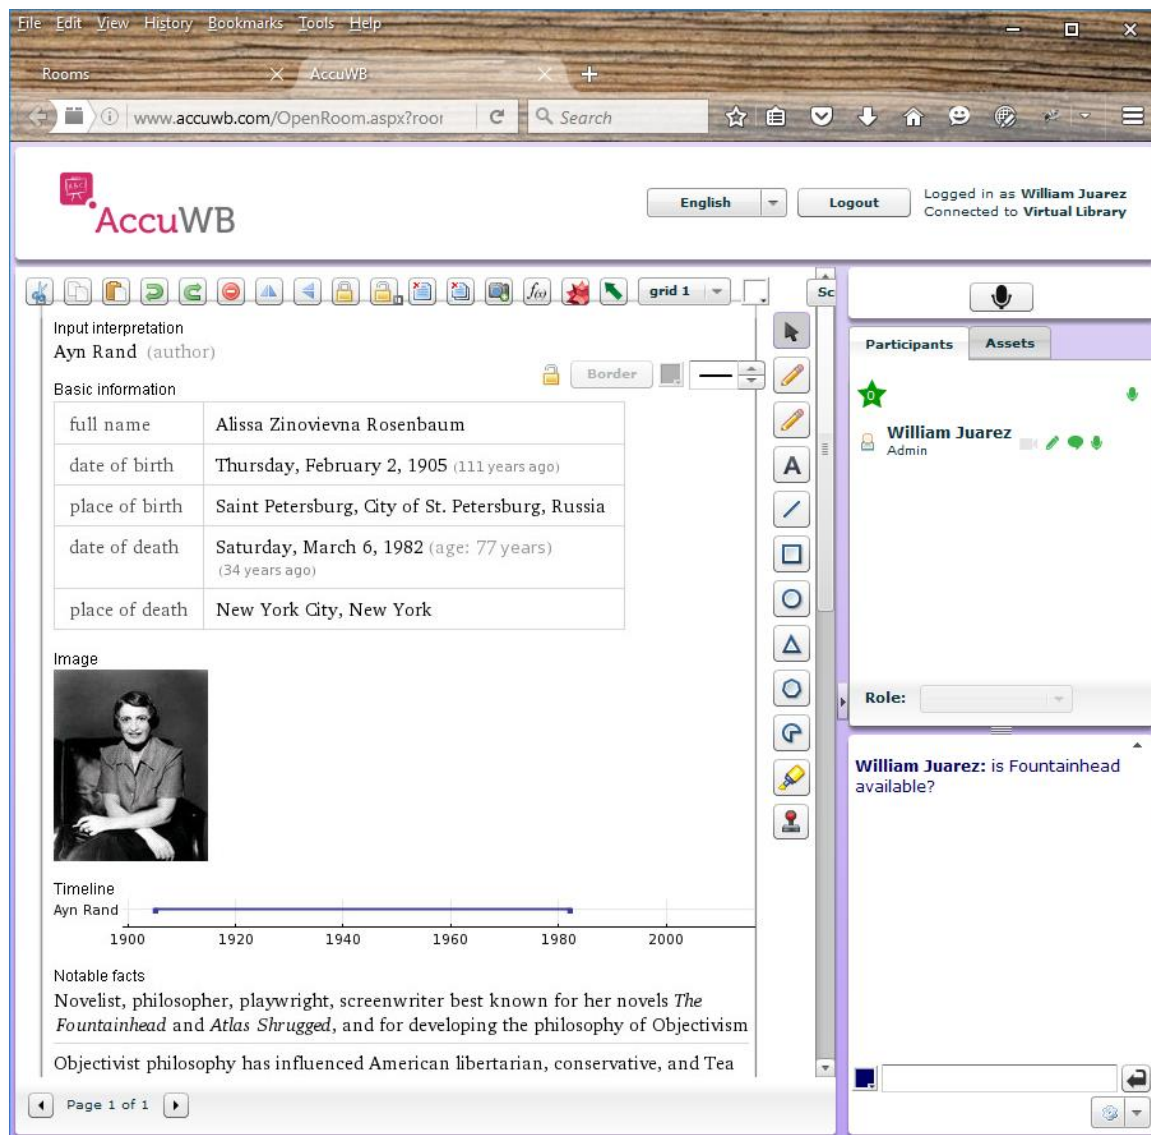 File Edit View History Bookmarks Tools Help
Rooms AccuWB
www.accuwb.com/OpenRoom.aspx?roor Search
AccuWB
English
Logout
Logged in as William Juarez
Connected to Virtual Library
f(x) grid 1 Sc
Input interpretation
Ayn Rand (author)
Border
Basic information
full name Alissa Zinovievna Rosenbaum
date of birth Thursday, February 2, 1905 (111 years ago)
place of birth Saint Petersburg, City of St. Petersburg, Russia
date of death Saturday, March 6, 1982 (age: 77 years)
(34 years ago)
place of death New York City, New York
Image
Timeline
Ayn Rand
1900 1920 1940 1960 1980 2000
Notable facts
Novelist, philosopher, playwright, screenwriter best known for her novels The
Fountainhead and Atlas Shrugged, and for developing the philosophy of Objectivism
Objectivist philosophy has influenced American libertarian, conservative, and Tea
Page 1 of 1
A
Participants Assets
0
William Juarez
Admin
Role:
William Juarez: is Fountainhead
available?